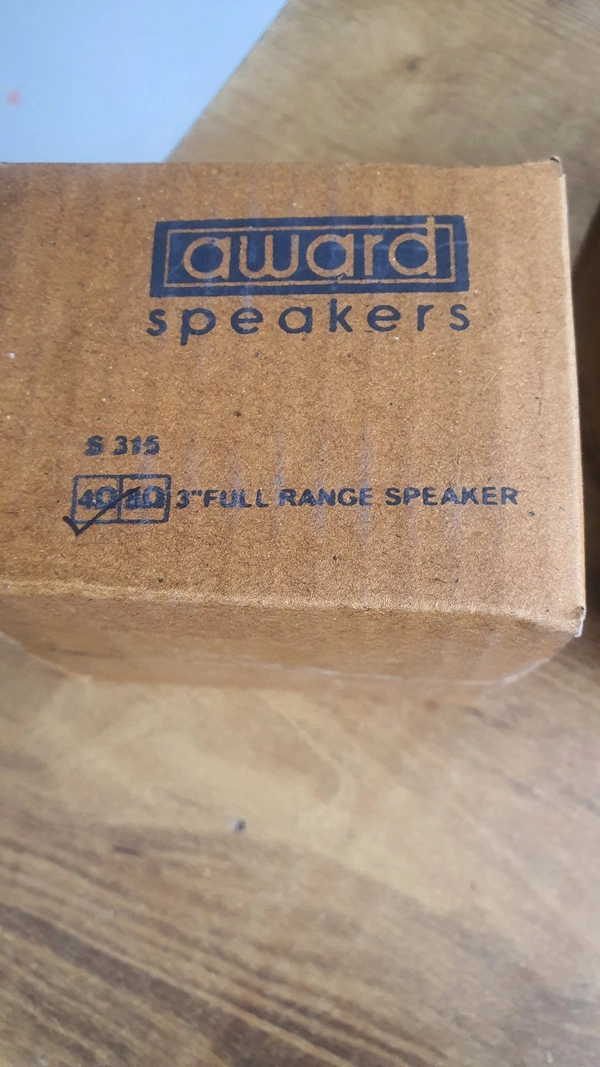 award
speakers
S 315
4Ω 8Ω 3"FULL RANGE SPEAKER